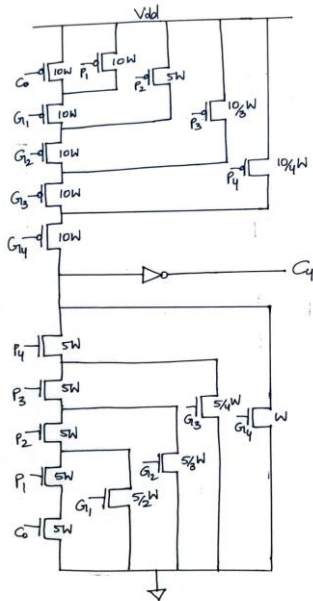 Vdd
C₀ 10W P₁ 10W P₂ 5W
G₁ 10W P₃ 10/3W
G₂ 10W
G₃ 10W P₄ 10/4W
G₄ 10W
C₄
P₄ 5W
P₃ 5W G₃ 5/4W G₄ W
P₂ 5W
P₁ 5W G₂ 5/3W
G₁ 5/2W
C₀ 5W